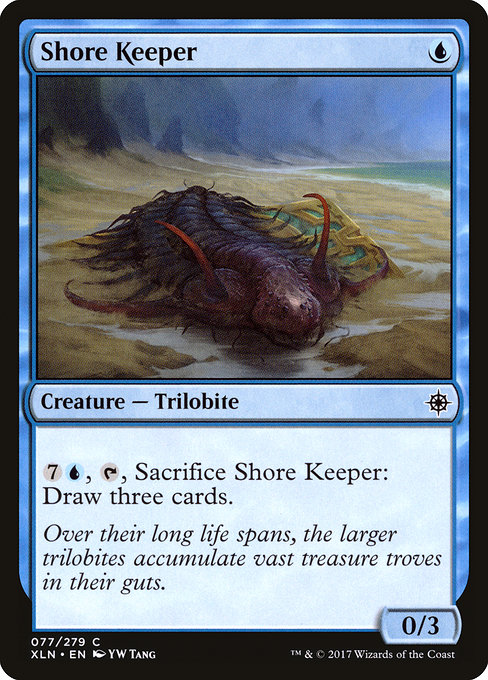 Shore Keeper
Creature — Trilobite
7, , Sacrifice Shore Keeper:
Draw three cards.
Over their long life spans, the larger
trilobites accumulate vast treasure troves
in their guts.
0/3
077/279 C
XLN • EN YW Tang
™ & © 2017 Wizards of the Coast